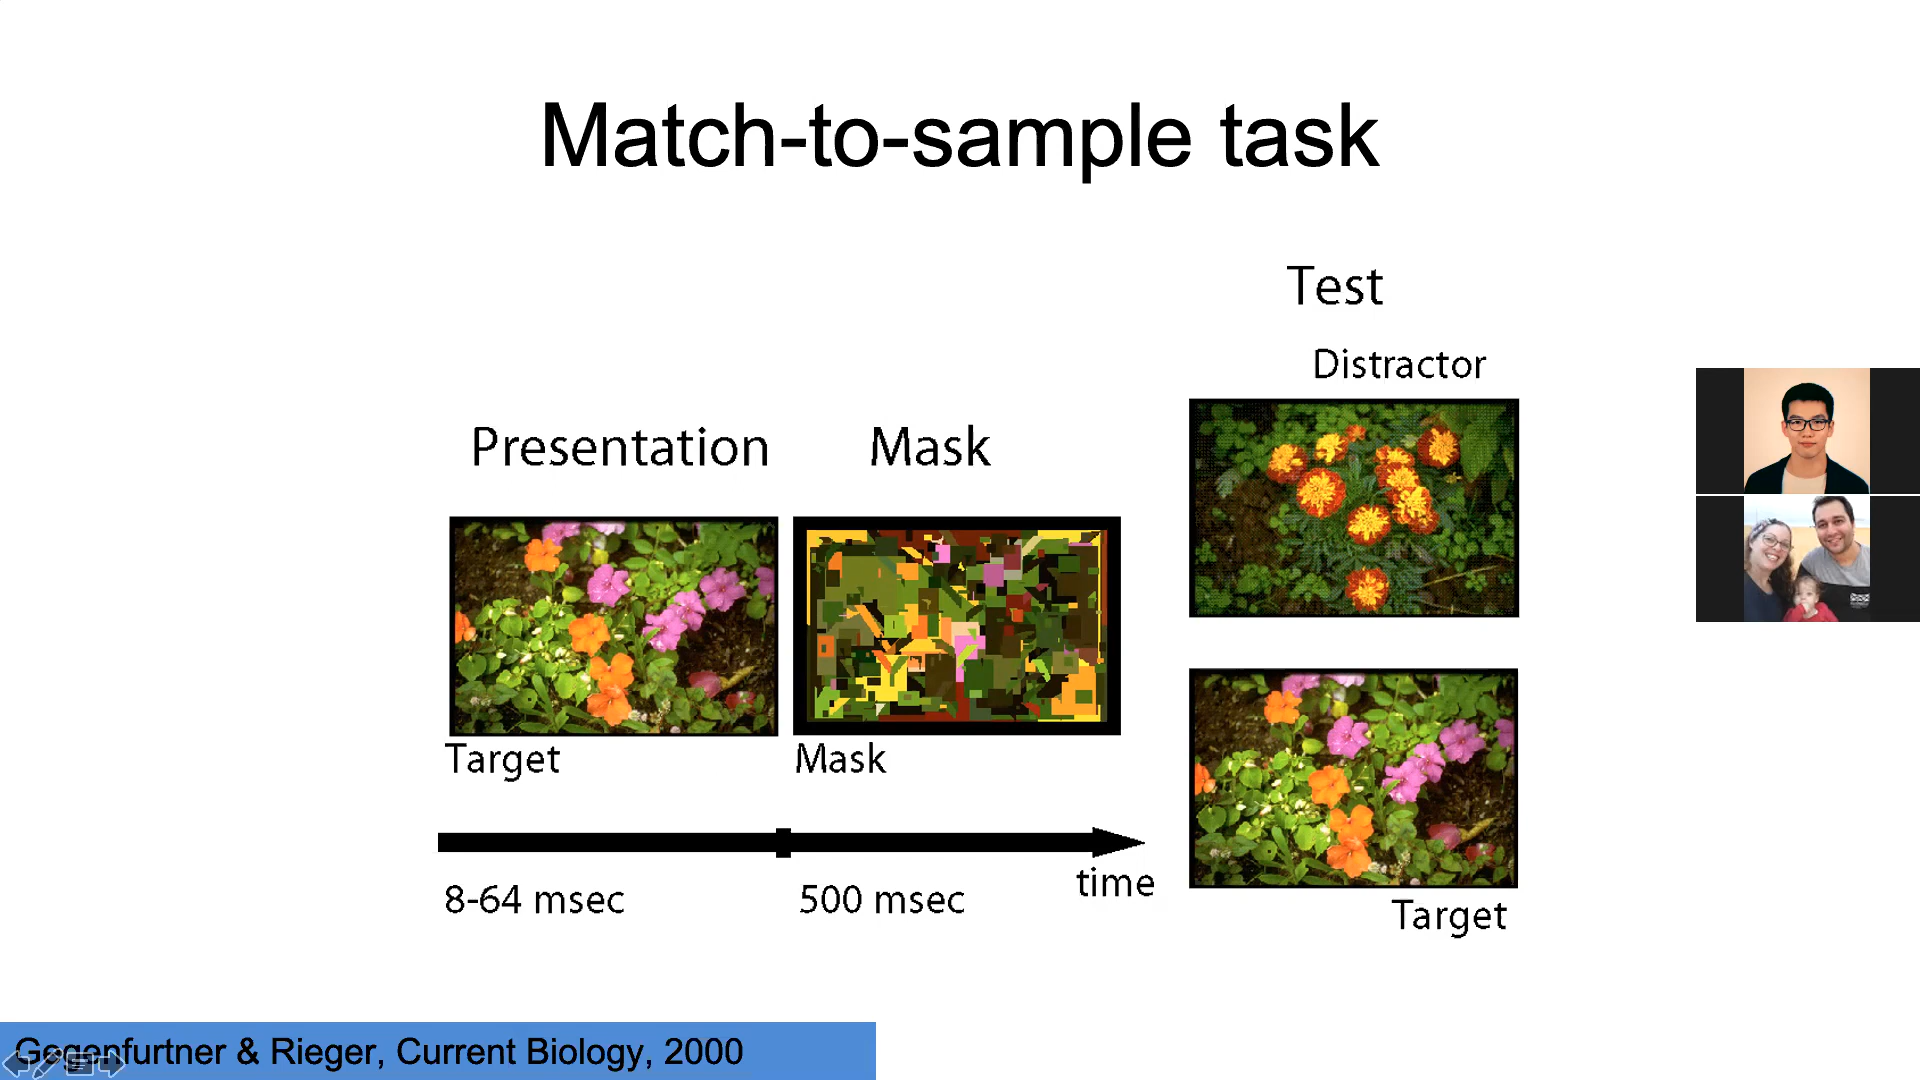 Match-to-sample task
Test
Distractor
Presentation
Mask
Target
Mask
time
8-64 msec
500 msec
Target
Gegenfurtner & Rieger, Current Biology, 2000